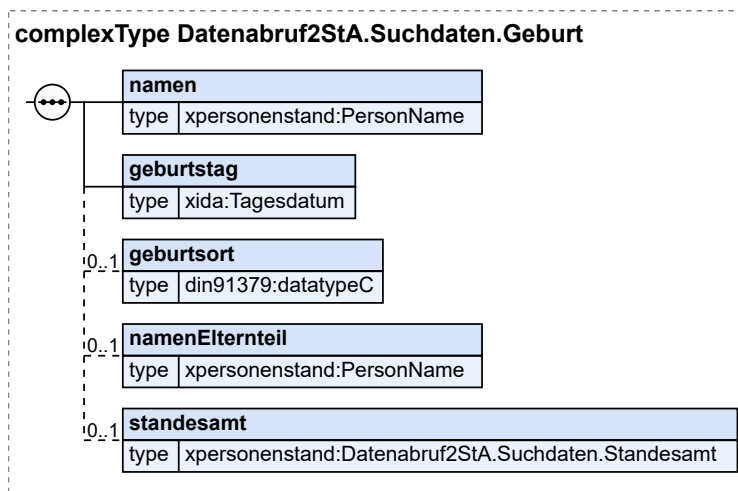 complexType Datenabruf2StA.Suchdaten.Geburt
namen
type xpersonenstand:PersonName
geburtstag
type xida:Tagesdatum
0..1 geburtsort
type din91379:datatypeC
0..1 namenElternteil
type xpersonenstand:PersonName
0..1 standesamt
type xpersonenstand:Datenabruf2StA.Suchdaten.Standesamt